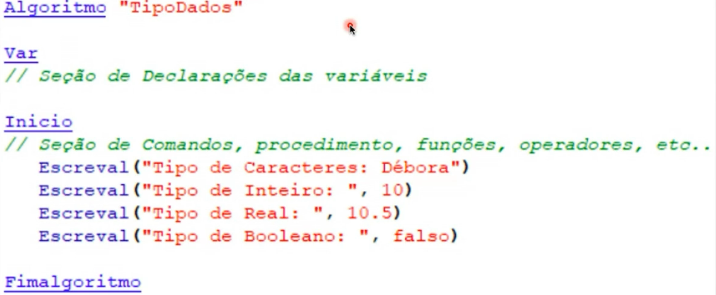 Algoritmo "TipoDados"
Var
// Seção de Declarações das variáveis
Inicio
// Seção de Comandos, procedimento, funções, operadores, etc..
Escreval("Tipo de Caracteres: Débora")
Escreval("Tipo de Inteiro: ", 10)
Escreval("Tipo de Real: ", 10.5)
Escreval("Tipo de Booleano: ", falso)
Fimalgoritmo